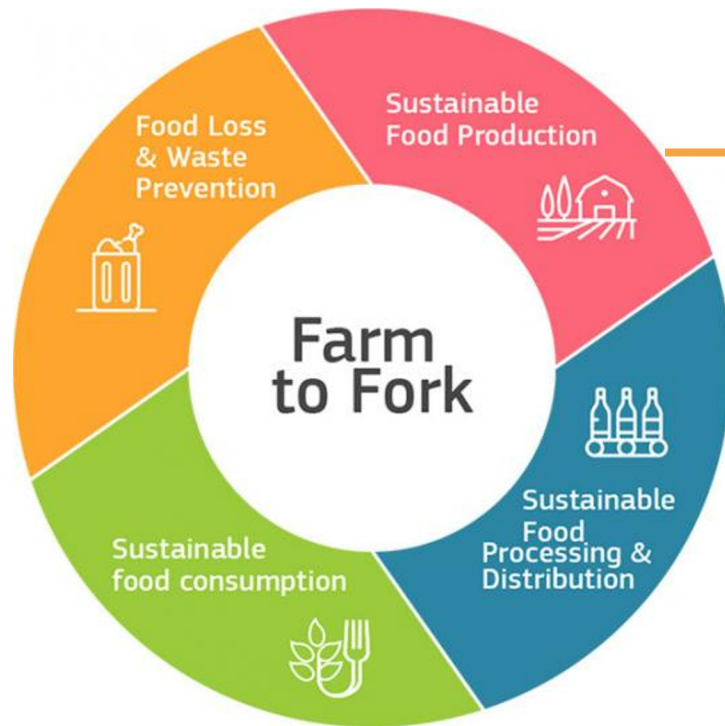 Farm
to Fork
Sustainable
Food Production
Sustainable
Food
Processing &
Distribution
Sustainable
food consumption
Food Loss
& Waste
Prevention